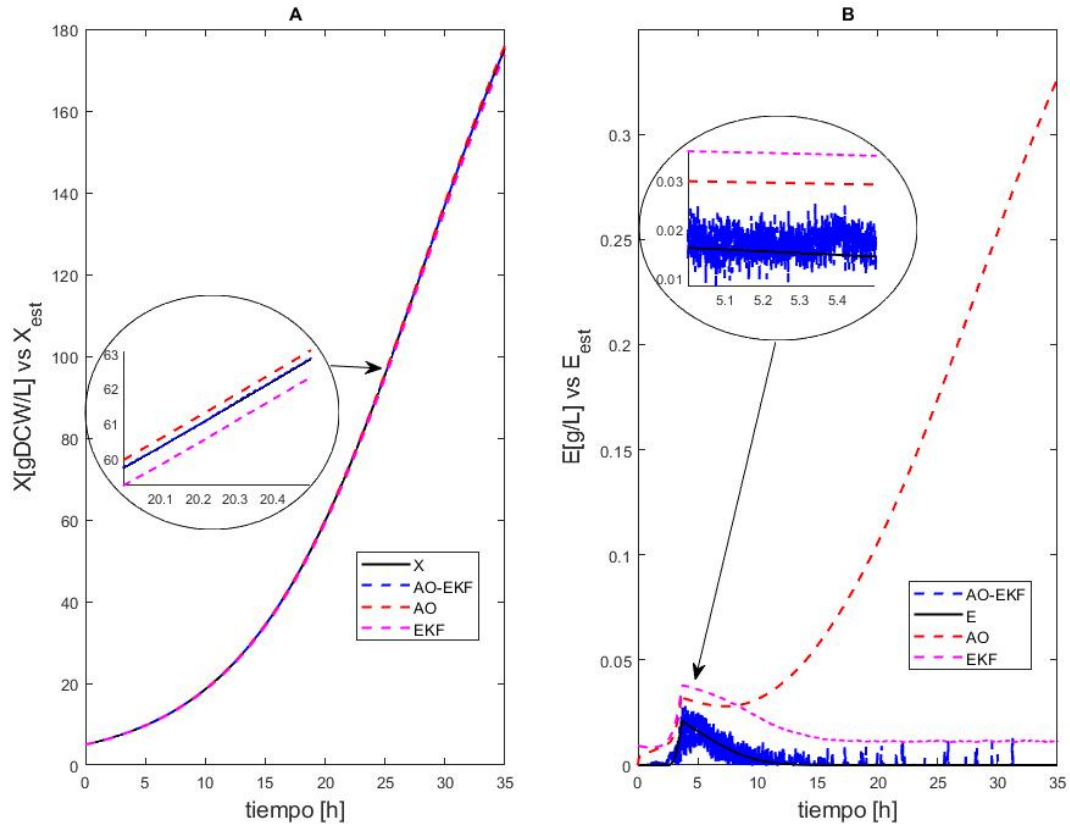 A
180
160
140
120
100
80
60
40
20
0
X[gDCW/L] vs X_est
63
62
61
60
20.1 20.2 20.3 20.4
X
AO-EKF
AO
EKF
0 5 10 15 20 25 30 35
tiempo [h]
B
0.3
0.25
0.2
0.15
0.1
0.05
0
E[g/L] vs E_est
0.03
0.02
0.01
5.1 5.2 5.3 5.4
AO-EKF
E
AO
EKF
0 5 10 15 20 25 30 35
tiempo [h]